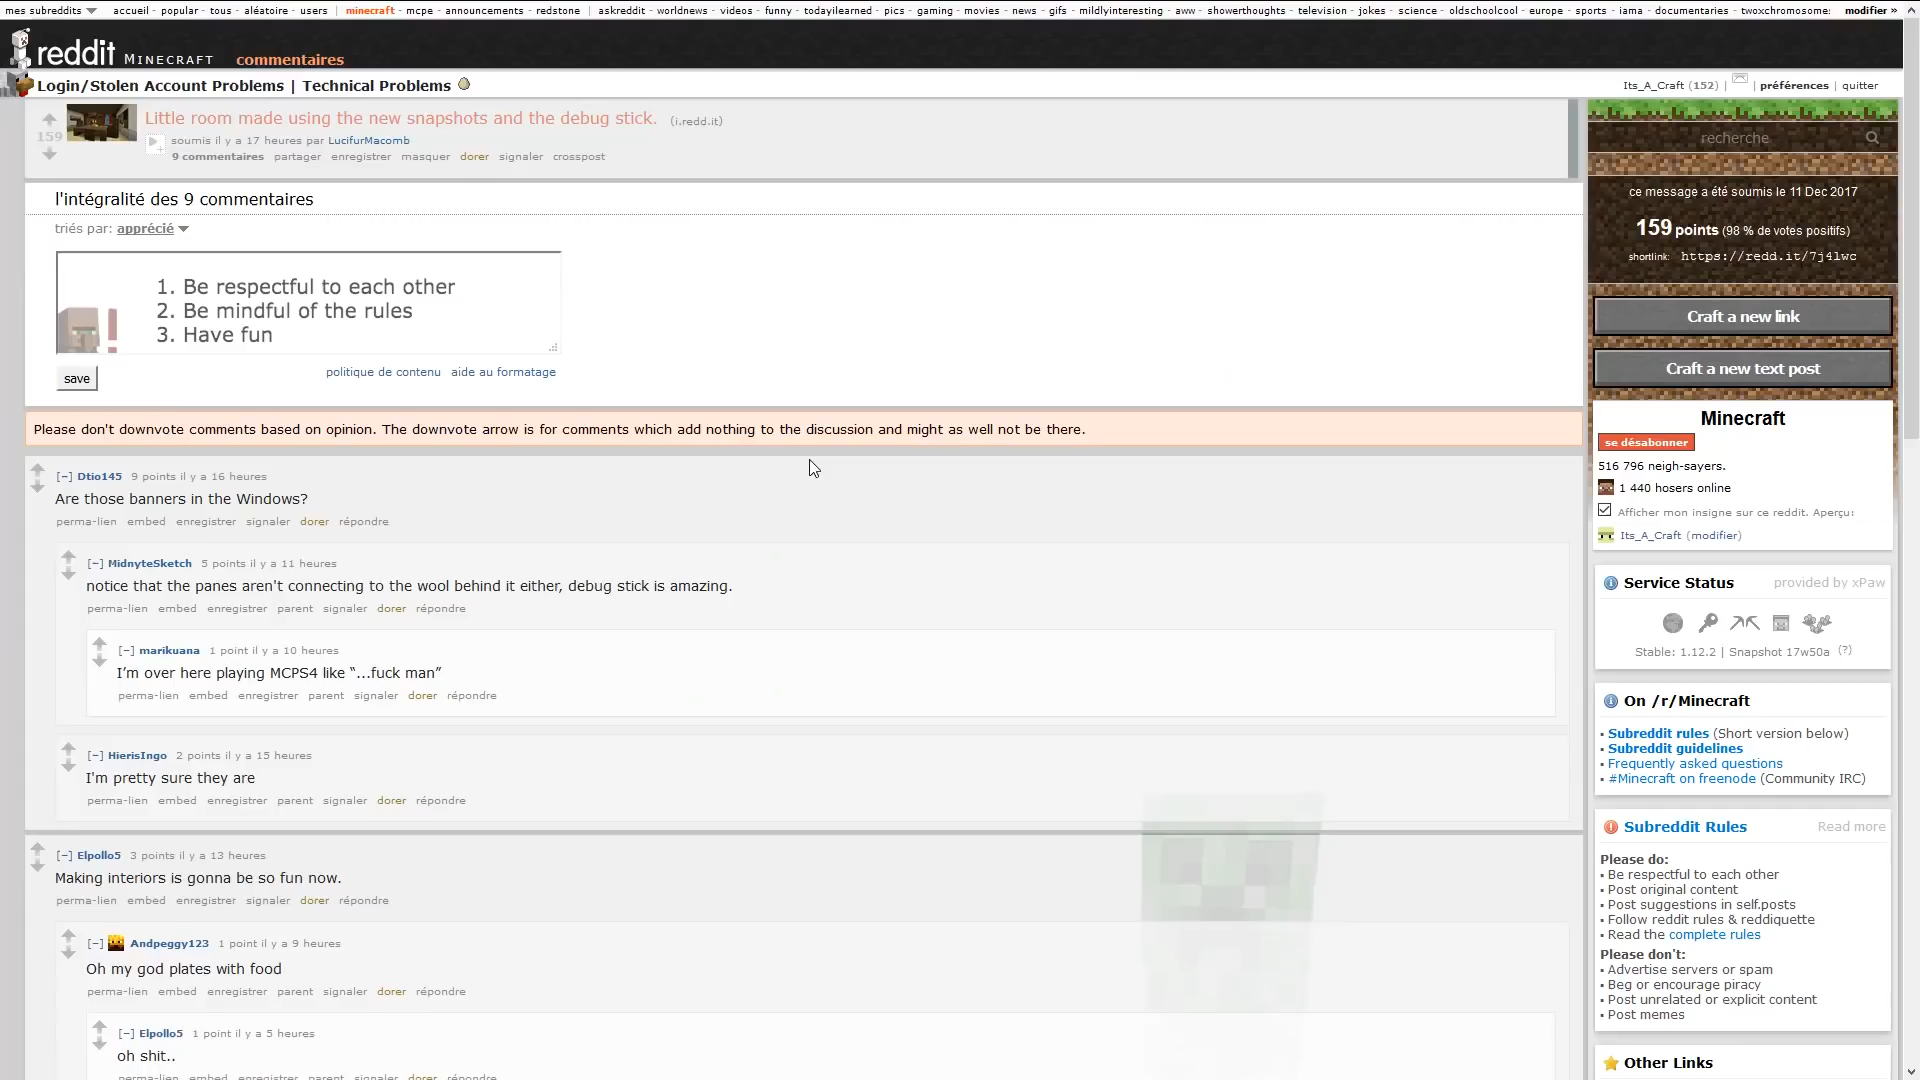 mes subreddits accueil - popular - tous - aléatoire - users | minecraft - mcpe - announcements - redstone | askreddit - worldnews - videos - funny - todayilearned - pics - gaming - movies - news - gifs - mildlyinteresting - aww - showerthoughts - television - jokes - science - oldschoolcool - europe - sports - iama - documentaries - twoxchromosomes modifier »
reddit MINECRAFT commentaires
Login/Stolen Account Problems | Technical Problems
Its_A_Craft (152) | | préférences | quitter
159
Little room made using the new snapshots and the debug stick. (i.redd.it)
soumis il y a 17 heures par LucifurMacomb
9 commentaires partager enregistrer masquer dorer signaler crosspost
l'intégralité des 9 commentaires
triés par: apprécié
1. Be respectful to each other
2. Be mindful of the rules
3. Have fun
save
politique de contenu aide au formatage
Please don't downvote comments based on opinion. The downvote arrow is for comments which add nothing to the discussion and might as well not be there.
[−] Dtio145 9 points il y a 16 heures
Are those banners in the Windows?
perma-lien embed enregistrer signaler dorer répondre
[−] MidnyteSketch 5 points il y a 11 heures
notice that the panes aren't connecting to the wool behind it either, debug stick is amazing.
perma-lien embed enregistrer parent signaler dorer répondre
[−] marikuana 1 point il y a 10 heures
I’m over here playing MCPS4 like “...fuck man”
perma-lien embed enregistrer parent signaler dorer répondre
[−] HierisIngo 2 points il y a 15 heures
I'm pretty sure they are
perma-lien embed enregistrer parent signaler dorer répondre
[−] Elpollo5 3 points il y a 13 heures
Making interiors is gonna be so fun now.
perma-lien embed enregistrer signaler dorer répondre
[−] Andpeggy123 1 point il y a 9 heures
Oh my god plates with food
perma-lien embed enregistrer parent signaler dorer répondre
[−] Elpollo5 1 point il y a 5 heures
oh shit..
perma-lien embed enregistrer parent signaler dorer répondre
recherche
ce message a été soumis le 11 Dec 2017
159 points (98 % de votes positifs)
shortlink: https://redd.it/7j4lwc
Craft a new link
Craft a new text post
Minecraft
se désabonner
516 796 neigh-sayers.
1 440 hosers online
Afficher mon insigne sur ce reddit. Aperçu:
Its_A_Craft (modifier)
Service Status provided by xPaw
Stable: 1.12.2 | Snapshot 17w50a (?)
On /r/Minecraft
▪ Subreddit rules (Short version below)
▪ Subreddit guidelines
▪ Frequently asked questions
▪ #Minecraft on freenode (Community IRC)
Subreddit Rules Read more
Please do:
▪ Be respectful to each other
▪ Post original content
▪ Post suggestions in self.posts
▪ Follow reddit rules & reddiquette
▪ Read the complete rules
Please don't:
▪ Advertise servers or spam
▪ Beg or encourage piracy
▪ Post unrelated or explicit content
▪ Post memes
Other Links